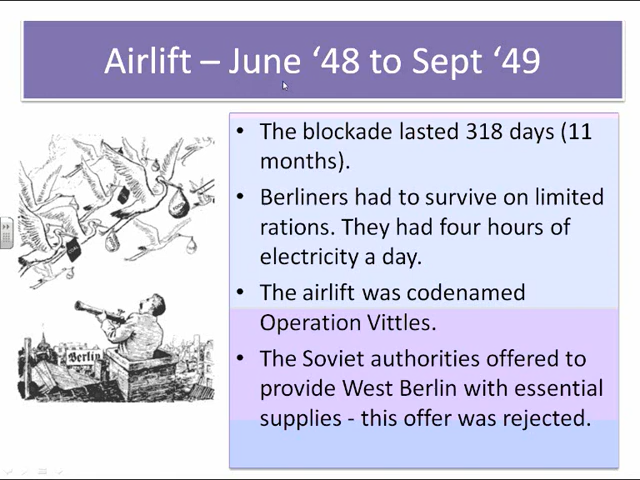 Airlift – June ‘48 to Sept ‘49
• The blockade lasted 318 days (11
months).
• Berliners had to survive on limited
rations. They had four hours of
electricity a day.
• The airlift was codenamed
Operation Vittles.
• The Soviet authorities offered to
provide West Berlin with essential
supplies - this offer was rejected.
Berlin